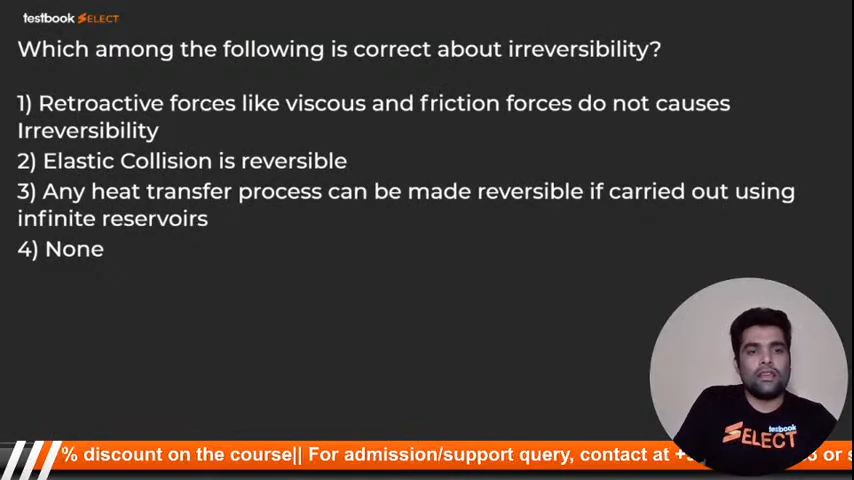 testbook SELECT
Which among the following is correct about irreversibility?
1) Retroactive forces like viscous and friction forces do not causes
Irreversibility
2) Elastic Collision is reversible
3) Any heat transfer process can be made reversible if carried out using
infinite reservoirs
4) None
testbook
SELECT
% discount on the course|| For admission/support query, contact at
or